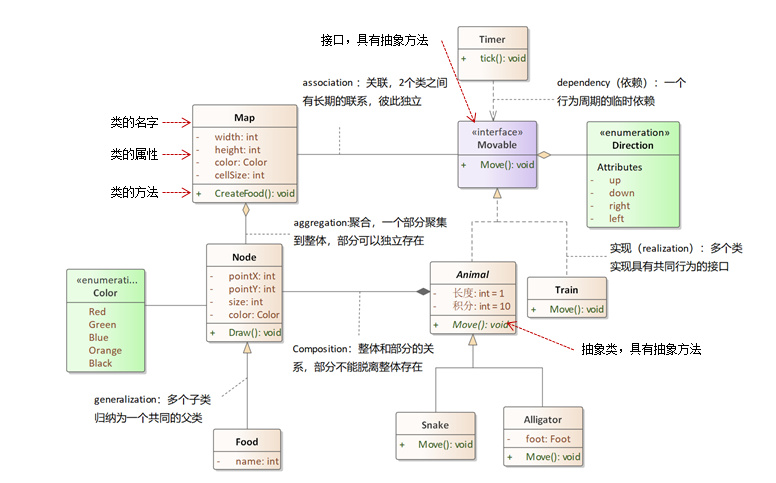 接口，具有抽象方法
Timer
+ tick(): void
association：关联，2个类之间
有长期的联系，彼此独立
dependency（依赖）：一个
行为周期的临时依赖
类的名字
类的属性
类的方法
Map
- width: int
- height: int
- color: Color
- cellSize: int
+ CreateFood(): void
«interface»
Movable
+ Move(): void
«enumeration»
Direction
Attributes
- up
- down
- right
- left
aggregation:聚合，一个部分聚集
到整体，部分可以独立存在
Node
- pointX: int
- pointY: int
- size: int
- color: Color
+ Draw(): void
«enumerati...
Color
Red
Green
Blue
Orange
Black
Animal
- 长度: int = 1
- 积分: int = 10
+ Move(): void
实现（realization）：多个类
实现具有共同行为的接口
Train
+ Move(): void
Composition：整体和部分的关
系，部分不能脱离整体存在
抽象类，具有抽象方法
generalization：多个子类
归纳为一个共同的父类
Food
- name: int
Snake
+ Move(): void
Alligator
- foot: Foot
+ Move(): void